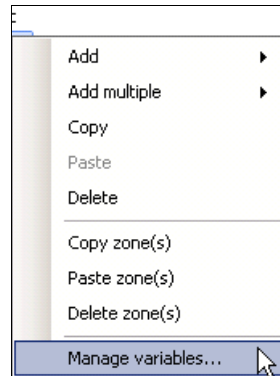 Add
Add multiple
Copy
Paste
Delete
Copy zone(s)
Paste zone(s)
Delete zone(s)
Manage variables...